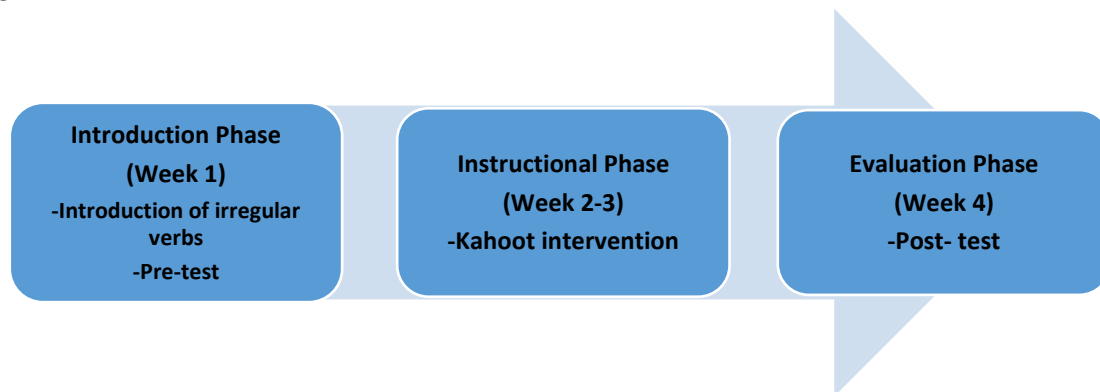 Introduction Phase
(Week 1)
-Introduction of irregular
verbs
-Pre-test
Instructional Phase
(Week 2-3)
-Kahoot intervention
Evaluation Phase
(Week 4)
-Post- test